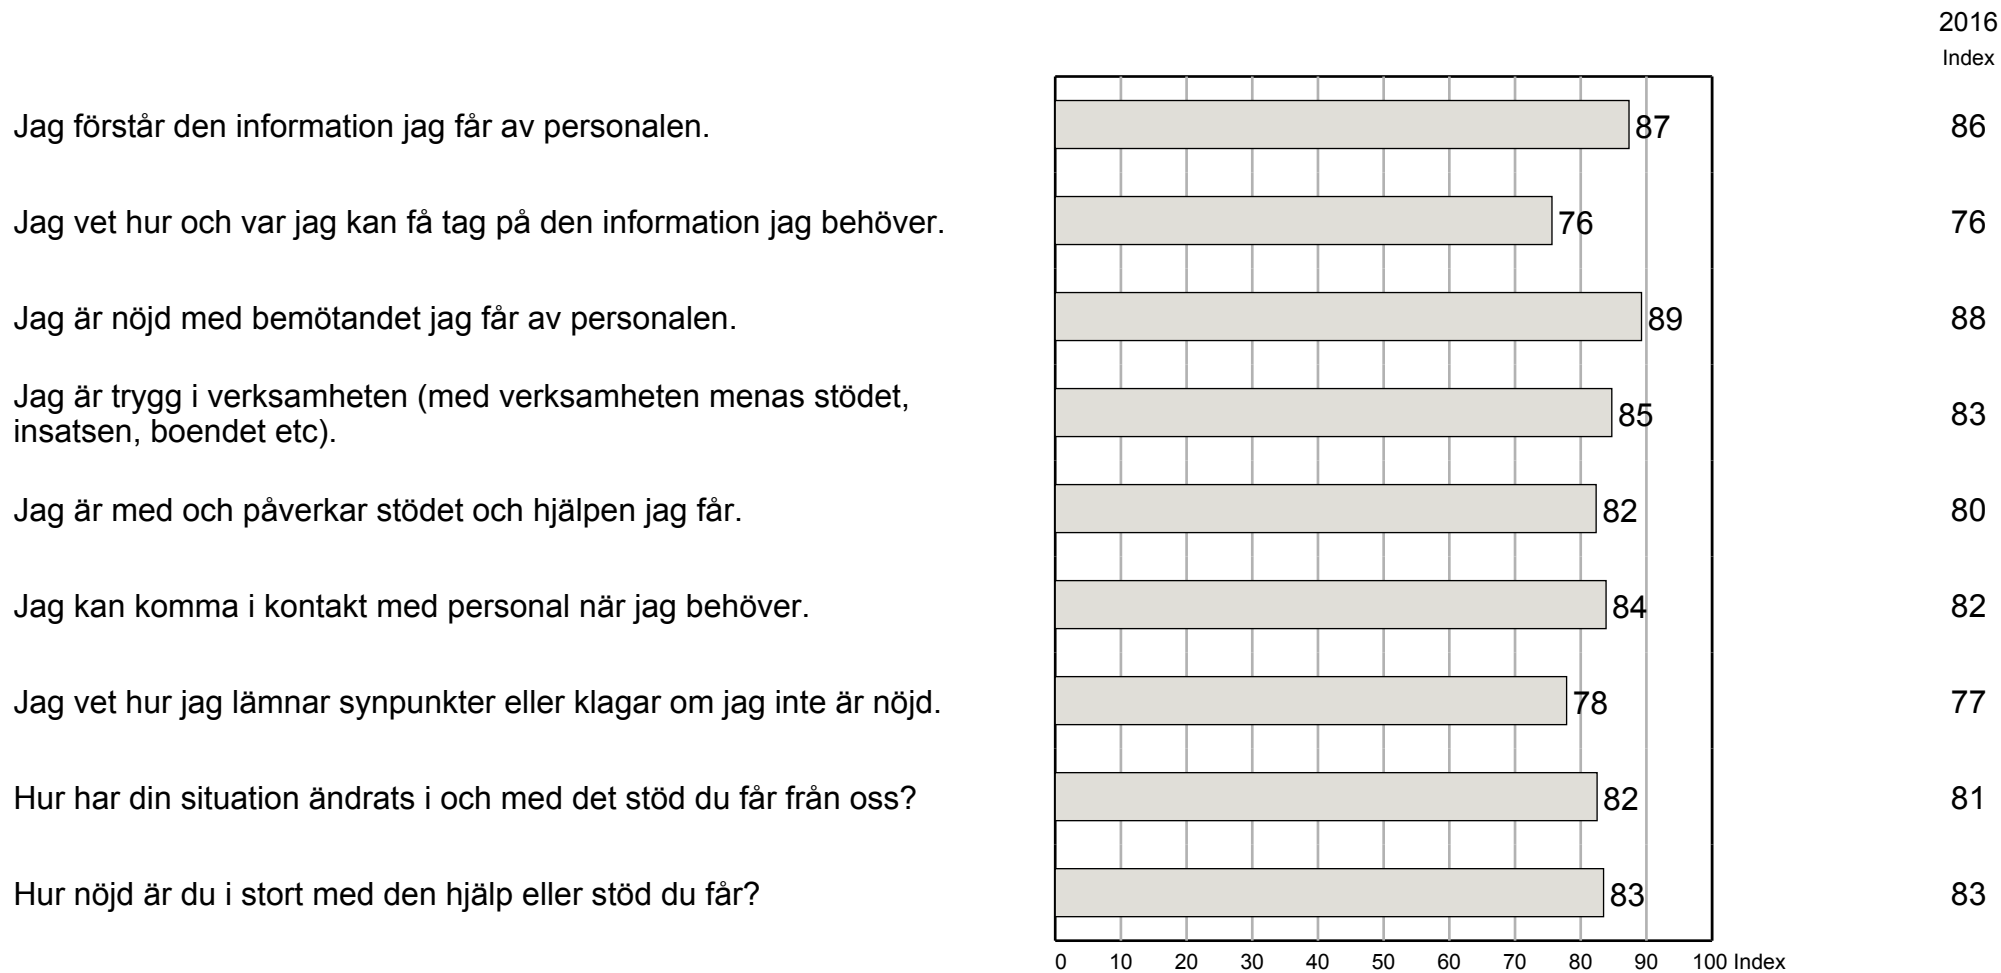 2016
Index
Jag förstår den information jag får av personalen. 87 86
Jag vet hur och var jag kan få tag på den information jag behöver. 76 76
Jag är nöjd med bemötandet jag får av personalen. 89 88
Jag är trygg i verksamheten (med verksamheten menas stödet,
insatsen, boendet etc). 85 83
Jag är med och påverkar stödet och hjälpen jag får. 82 80
Jag kan komma i kontakt med personal när jag behöver. 84 82
Jag vet hur jag lämnar synpunkter eller klagar om jag inte är nöjd. 78 77
Hur har din situation ändrats i och med det stöd du får från oss? 82 81
Hur nöjd är du i stort med den hjälp eller stöd du får? 83 83
0 10 20 30 40 50 60 70 80 90 100 Index